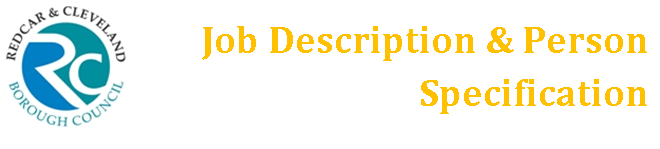 REDCAR & CLEVELAND
RC
BOROUGH COUNCIL
Job Description & Person
Specification